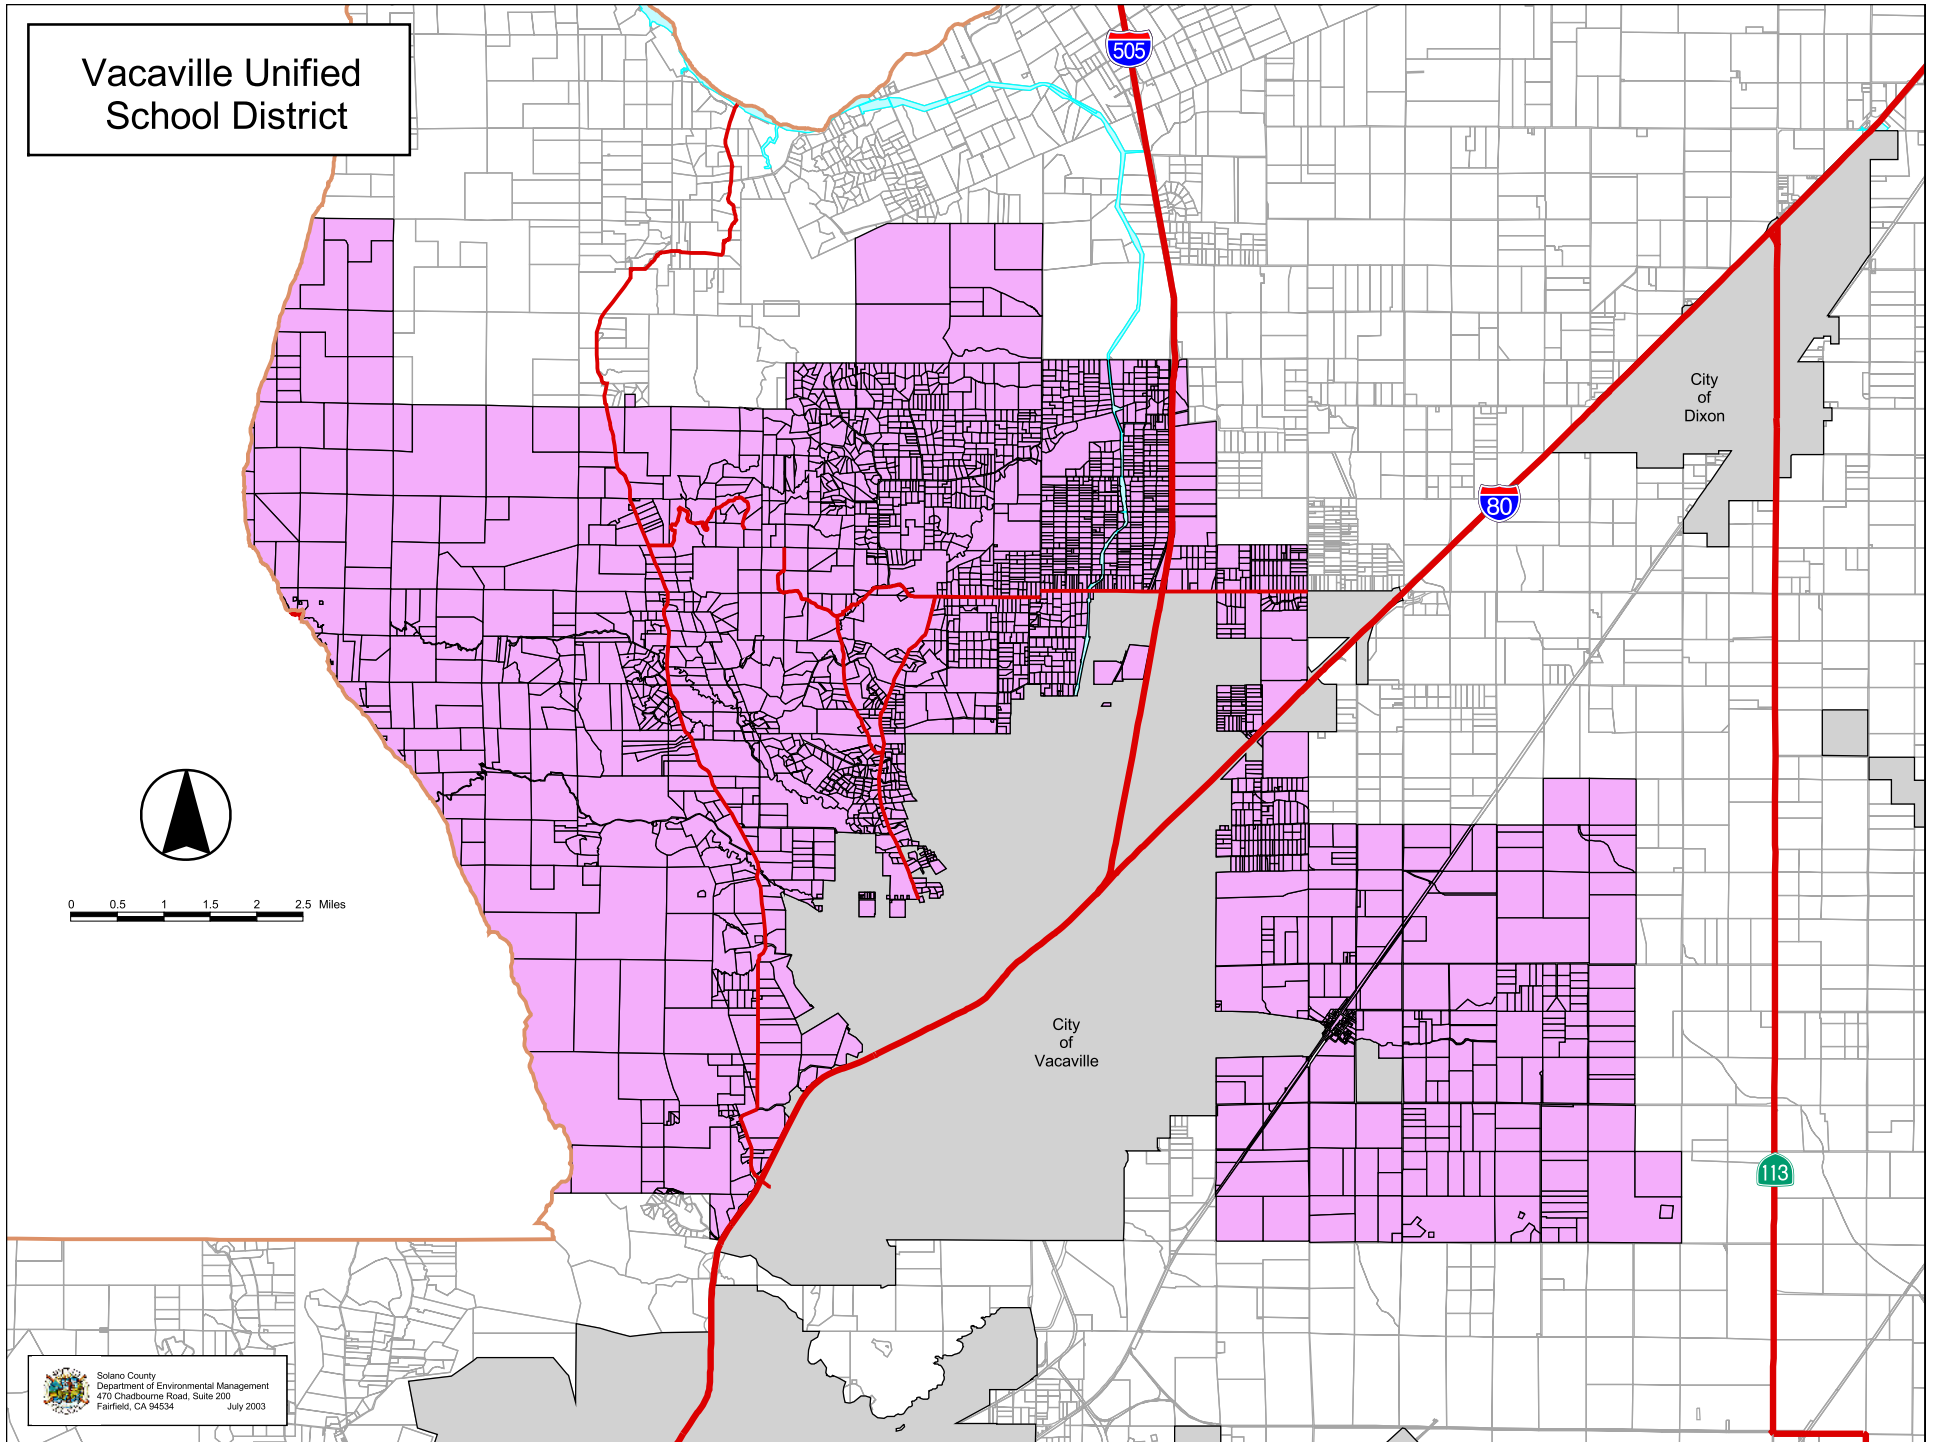 Vacaville Unified
School District
505
City
of
Dixon
80
0 0.5 1 1.5 2 2.5 Miles
City
of
Vacaville
113
Solano County
Department of Environmental Management
470 Chadbourne Road, Suite 200
Fairfield, CA 94534 July 2003